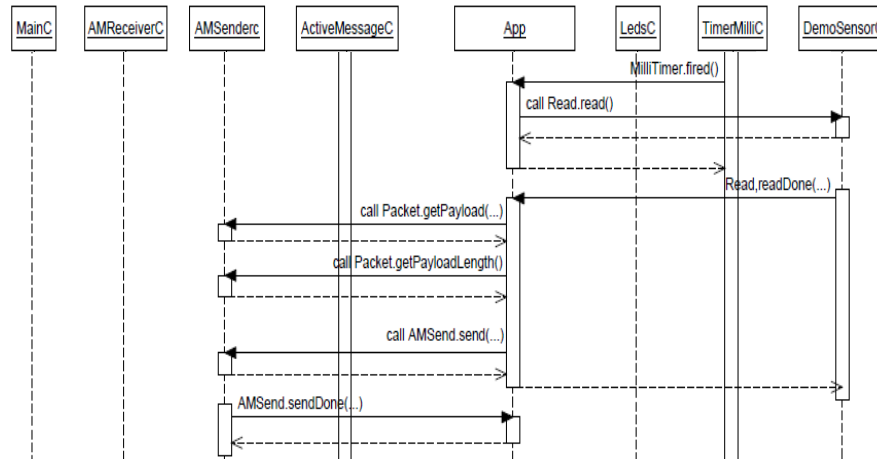 MainC
AMReceiverC
AMSenderc
ActiveMessageC
App
LedsC
TimerMilliC
DemoSensorC
MilliTimer.fired()
call Read.read()
Read,readDone(...)
call Packet.getPayload(...)
call Packet.getPayloadLength()
call AMSend.send(...)
AMSend.sendDone(...)